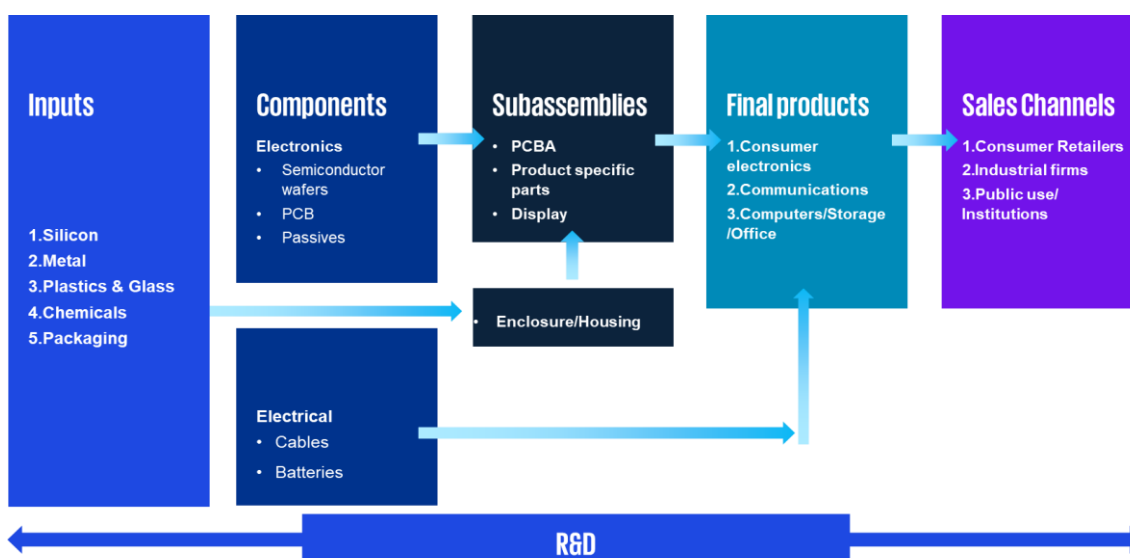 Inputs
1.Silicon
2.Metal
3.Plastics & Glass
4.Chemicals
5.Packaging
Components
Electronics
• Semiconductor
wafers
• PCB
• Passives
Electrical
• Cables
• Batteries
Subassemblies
• PCBA
• Product specific
parts
• Display
• Enclosure/Housing
Final products
1.Consumer
electronics
2.Communications
3.Computers/Storage
/Office
Sales Channels
1.Consumer Retailers
2.Industrial firms
3.Public use/
Institutions
R&D